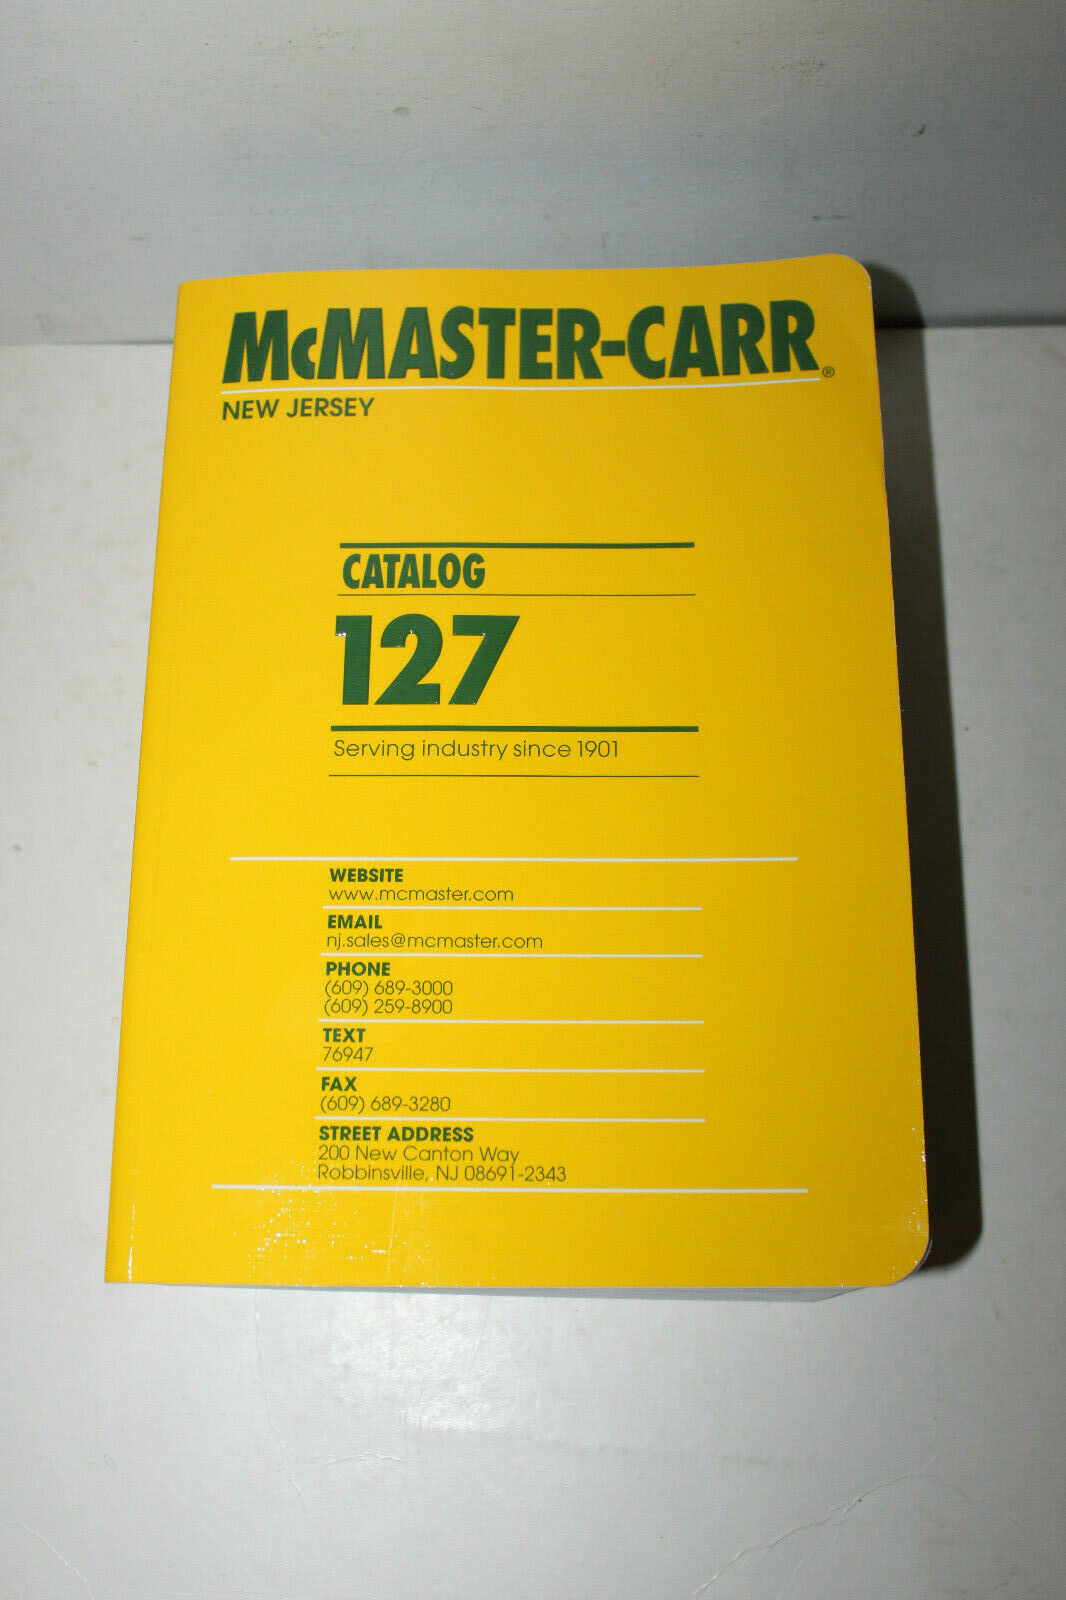 McMASTER-CARR®
NEW JERSEY
CATALOG
127
Serving industry since 1901
WEBSITE
www.mcmaster.com
EMAIL
nj.sales@mcmaster.com
PHONE
(609) 689-3000
(609) 259-8900
TEXT
76947
FAX
(609) 689-3280
STREET ADDRESS
200 New Canton Way
Robbinsville, NJ 08691-2343